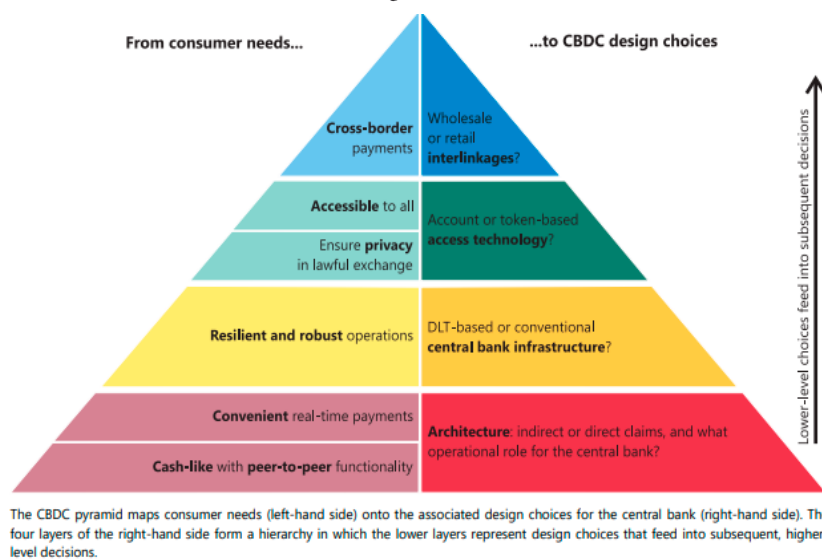 From consumer needs...
...to CBDC design choices
Cross-border
payments
Wholesale
or retail
interlinkages?
Accessible to all
Ensure privacy
in lawful exchange
Account or token-based
access technology?
Resilient and robust operations
DLT-based or conventional
central bank infrastructure?
Convenient real-time payments
Cash-like with peer-to-peer functionality
Architecture: indirect or direct claims, and what
operational role for the central bank?
Lower-level choices feed into subsequent decisions
The CBDC pyramid maps consumer needs (left-hand side) onto the associated design choices for the central bank (right-hand side). Th
four layers of the right-hand side form a hierarchy in which the lower layers represent design choices that feed into subsequent, higher
level decisions.